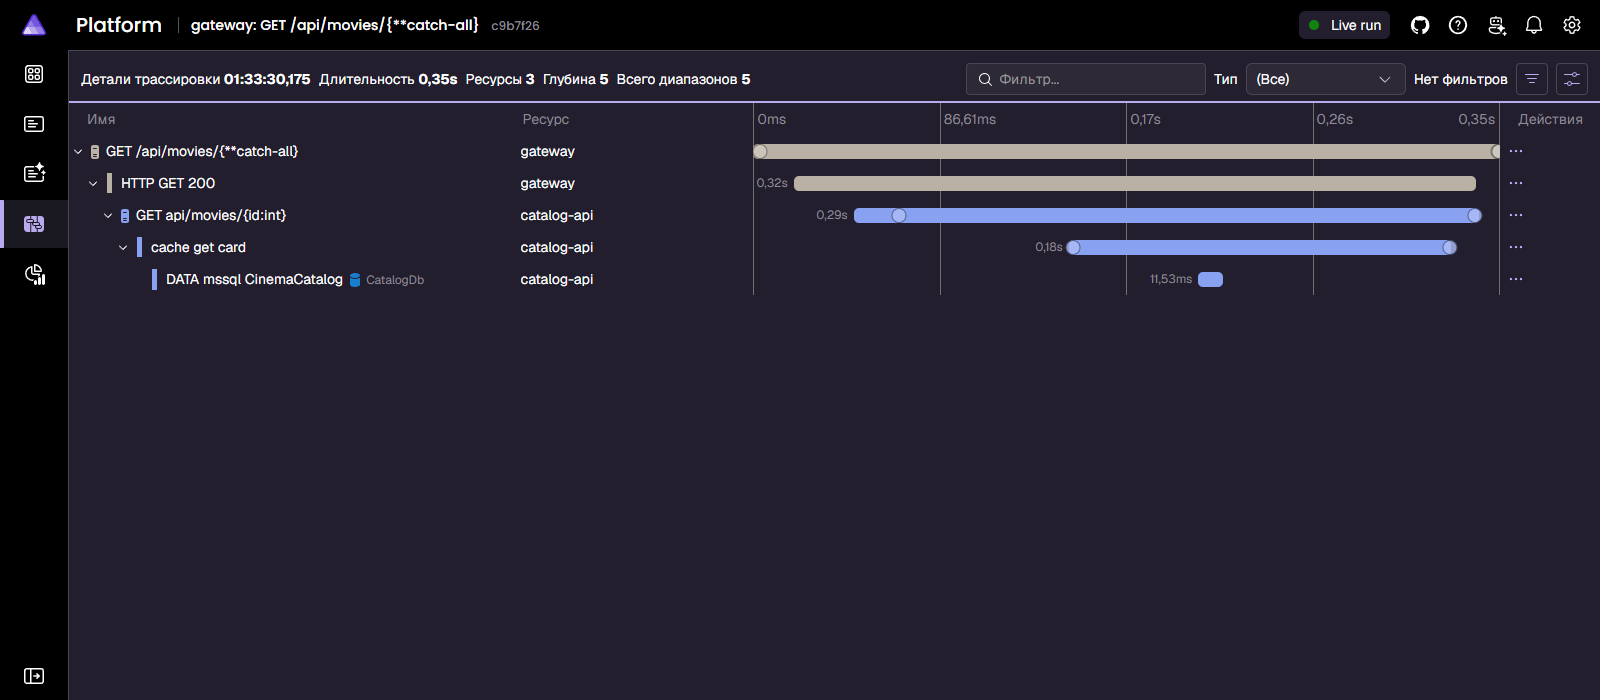 Platform gateway: GET /api/movies/{**catch-all} c9b7f26 Live run
Детали трассировки 01:33:30,175 Длительность 0,35s Ресурсы 3 Глубина 5 Всего диапазонов 5 Фильтр... Тип (Все) Нет фильтров
Имя Ресурс 0ms 86,61ms 0,17s 0,26s 0,35s Действия
GET /api/movies/{**catch-all} gateway
HTTP GET 200 gateway 0,32s
GET api/movies/{id:int} catalog-api 0,29s
cache get card catalog-api 0,18s
DATA mssql CinemaCatalog CatalogDb catalog-api 11,53ms